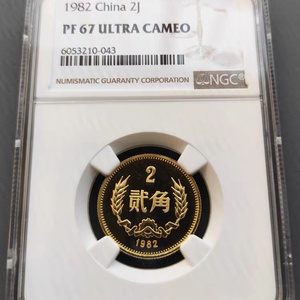 1982 China 2J
PF 67 ULTRA CAMEO
6053210-043
NUMISMATIC GUARANTY CORPORATION
NGC®
2
贰角
1982